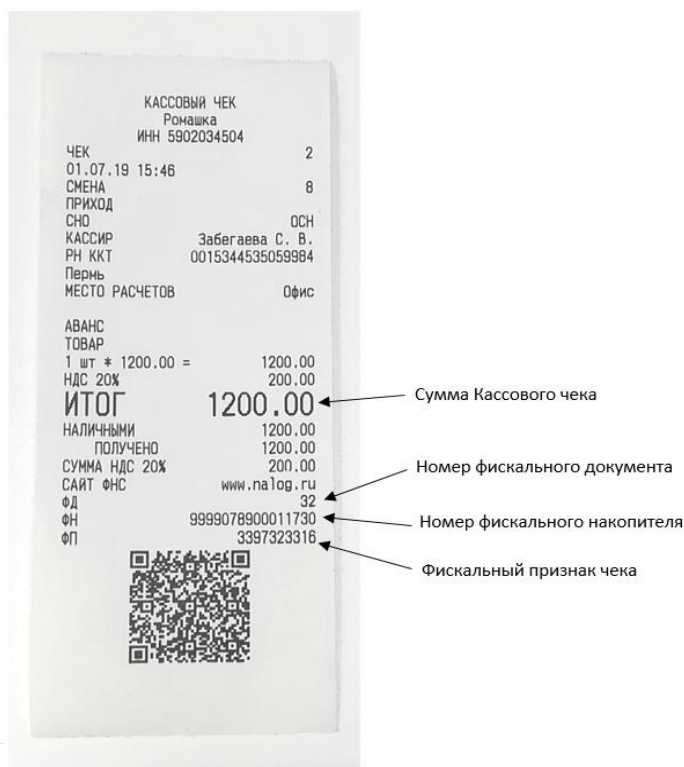 КАССОВЫЙ ЧЕК
Ромашка
ИНН 5902034504
ЧЕК 2
01.07.19 15:46
СМЕНА 8
ПРИХОД
СНО ОСН
КАССИР Забегаева С. В.
РН ККТ 0015344535059984
Пермь
МЕСТО РАСЧЕТОВ Офис
АВАНС
ТОВАР
1 шт * 1200.00 = 1200.00
НДС 20% 200.00
ИТОГ 1200.00
Сумма Кассового чека
НАЛИЧНЫМИ 1200.00
ПОЛУЧЕНО 1200.00
СУММА НДС 20% 200.00
САЙТ ФНС www.nalog.ru
Номер фискального документа
ФД 32
ФН 9999078900011730
Номер фискального накопителя
ФП 3397323316
Фискальный признак чека